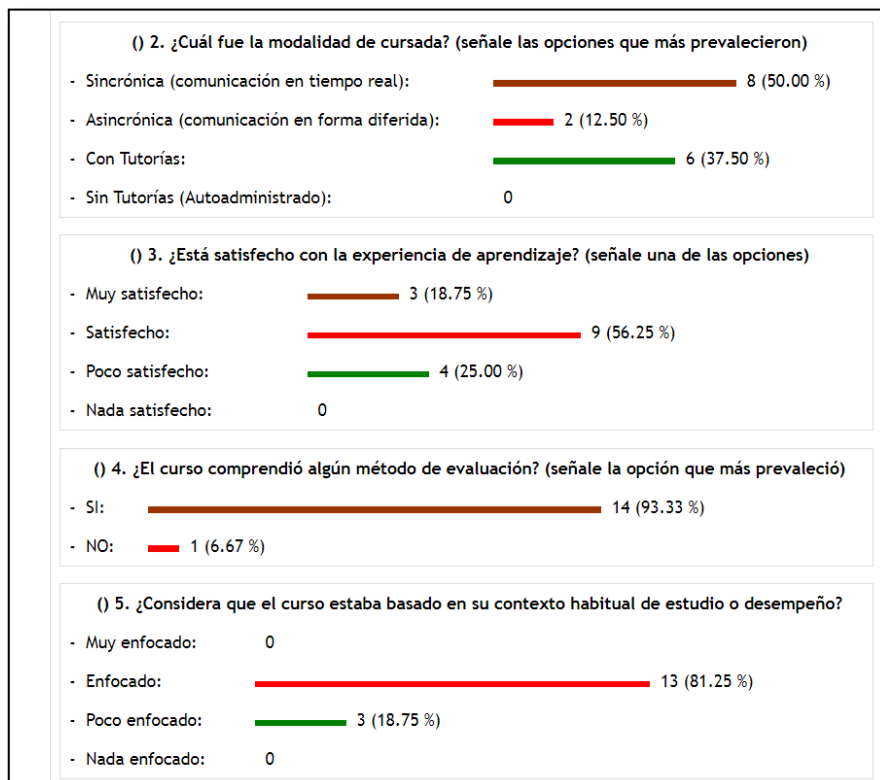 () 2. ¿Cuál fue la modalidad de cursada? (señale las opciones que más prevalecieron)
- Sincrónica (comunicación en tiempo real): 8 (50.00 %)
- Asincrónica (comunicación en forma diferida): 2 (12.50 %)
- Con Tutorías: 6 (37.50 %)
- Sin Tutorías (Autoadministrado): 0
() 3. ¿Está satisfecho con la experiencia de aprendizaje? (señale una de las opciones)
- Muy satisfecho: 3 (18.75 %)
- Satisfecho: 9 (56.25 %)
- Poco satisfecho: 4 (25.00 %)
- Nada satisfecho: 0
() 4. ¿El curso comprendió algún método de evaluación? (señale la opción que más prevaleció)
- SI: 14 (93.33 %)
- NO: 1 (6.67 %)
() 5. ¿Considera que el curso estaba basado en su contexto habitual de estudio o desempeño?
- Muy enfocado: 0
- Enfocado: 13 (81.25 %)
- Poco enfocado: 3 (18.75 %)
- Nada enfocado: 0